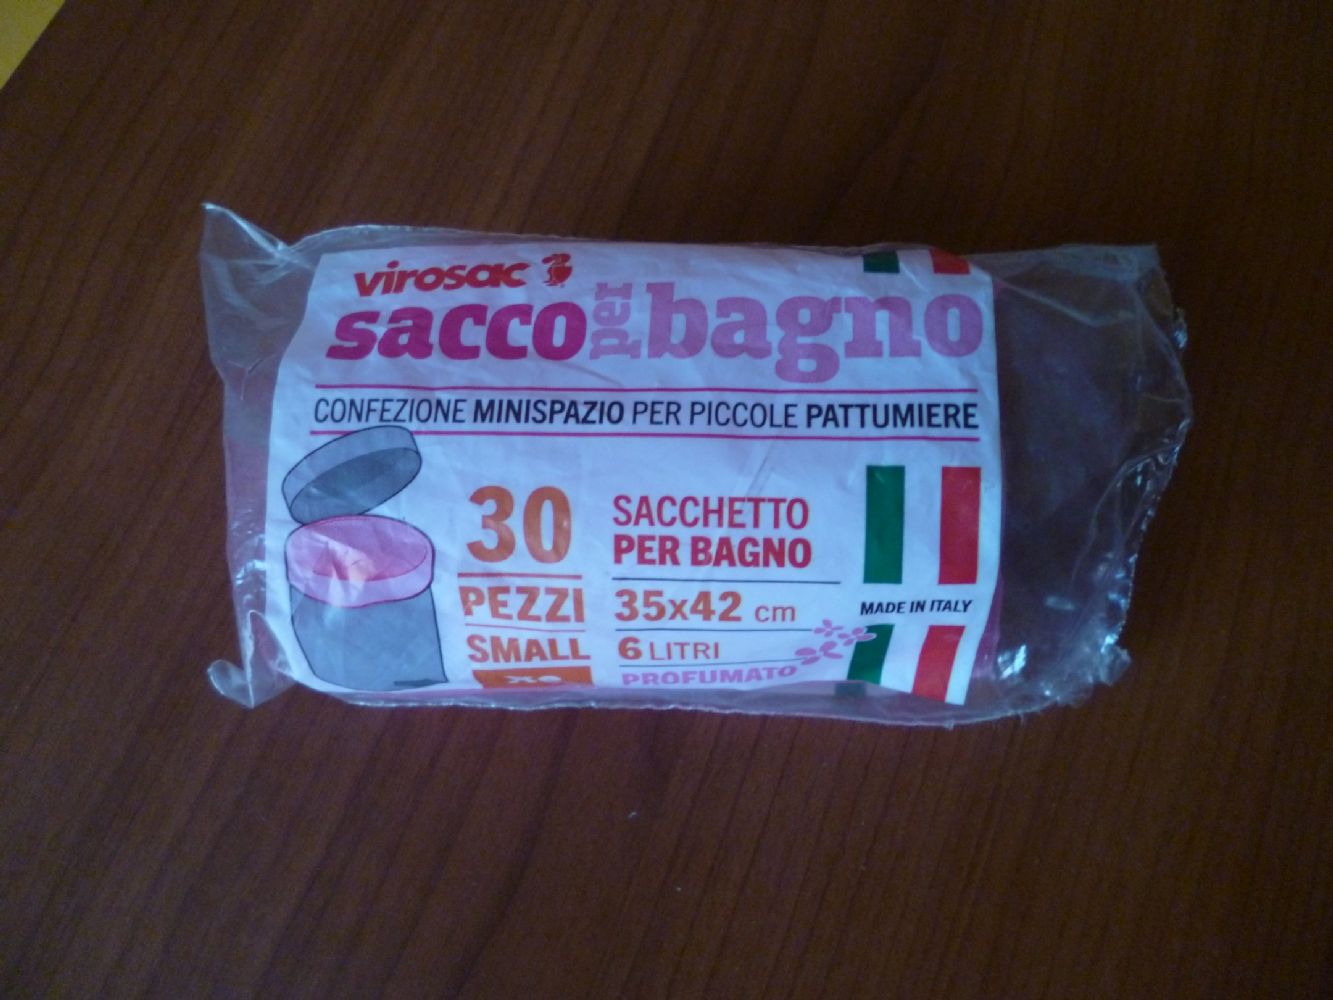 virosac
sacco per bagno
CONFEZIONE MINISPAZIO PER PICCOLE PATTUMIERE
30
PEZZI
SMALL
SACCHETTO
PER BAGNO
35x42 cm
6 LITRI
PROFUMATO
MADE IN ITALY